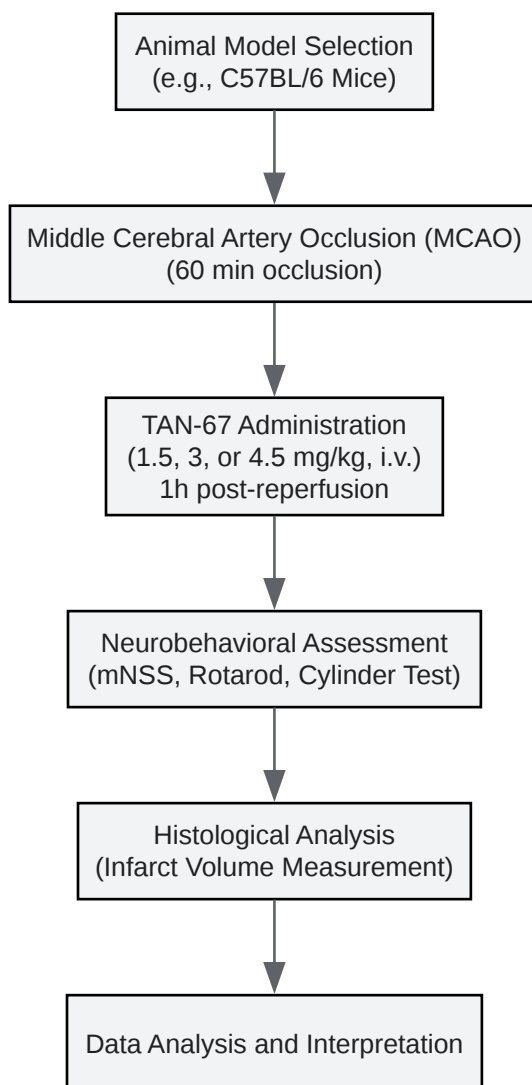 Animal Model Selection
(e.g., C57BL/6 Mice)
Middle Cerebral Artery Occlusion (MCAO)
(60 min occlusion)
TAN-67 Administration
(1.5, 3, or 4.5 mg/kg, i.v.)
1h post-reperfusion
Neurobehavioral Assessment
(mNSS, Rotarod, Cylinder Test)
Histological Analysis
(Infarct Volume Measurement)
Data Analysis and Interpretation